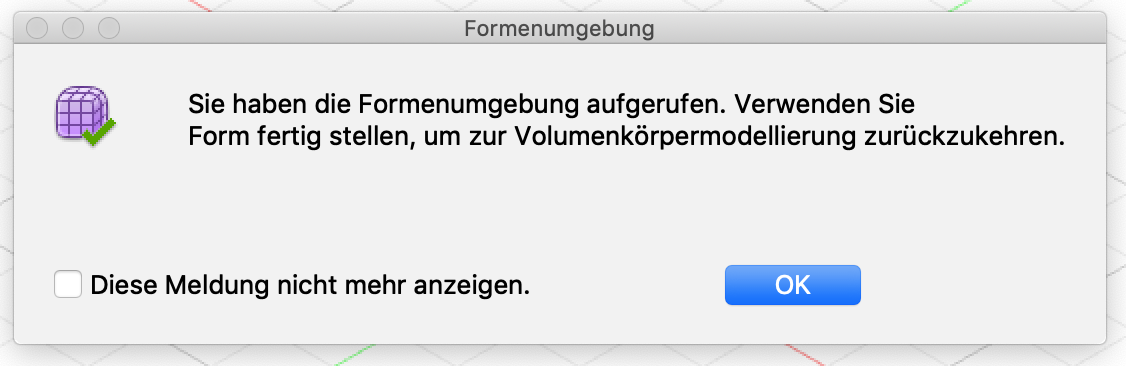 Formenumgebung
Sie haben die Formenumgebung aufgerufen. Verwenden Sie
Form fertig stellen, um zur Volumenkörpermodellierung zurückzukehren.
Diese Meldung nicht mehr anzeigen.
OK